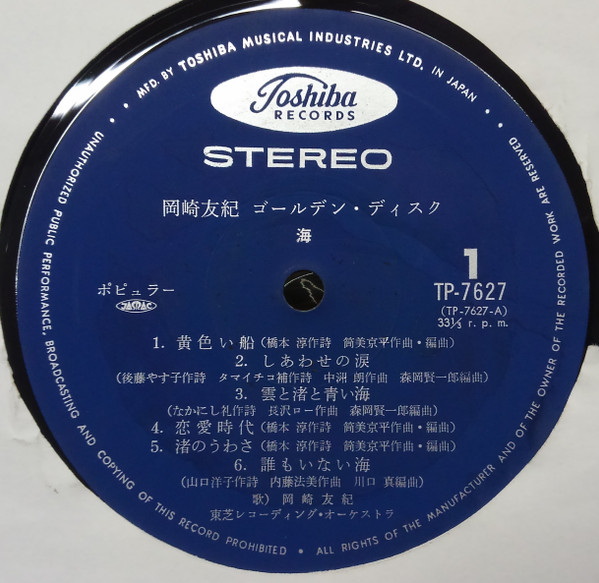 MFD. BY TOSHIBA MUSICAL INDUSTRIES LTD. IN JAPAN
Toshiba
RECORDS
STEREO
岡崎友紀 ゴールデン・ディスク
海
1
ポピュラー
TP-7627
JASRAC
(TP-7627-A)
33⅓ r. p. m.
1. 黄色い船 (橋本 淳作詩 筒美京平作曲・編曲)
2. しあわせの涙
(後藤やす子作詩 タマイチコ補作詩 中洲 朗作曲 森岡賢一郎編曲)
3. 雲と渚と青い海
(なかにし礼作詩 長沢ロー作曲 森岡賢一郎編曲)
4. 恋愛時代 (橋本 淳作詩 筒美京平作曲・編曲)
5. 渚のうわさ (橋本 淳作詩 筒美京平作曲・編曲)
6. 誰もいない海
(山口洋子作詩 内藤法美作曲 川口 真編曲)
歌) 岡崎友紀
東芝レコーディング・オーケストラ
UNAUTHORIZED PUBLIC PERFORMANCE, BROADCASTING AND COPYING OF THIS RECORD PROHIBITED • ALL RIGHTS OF THE MANUFACTURER AND OF THE OWNER OF THE RECORDED WORK ARE RESERVED